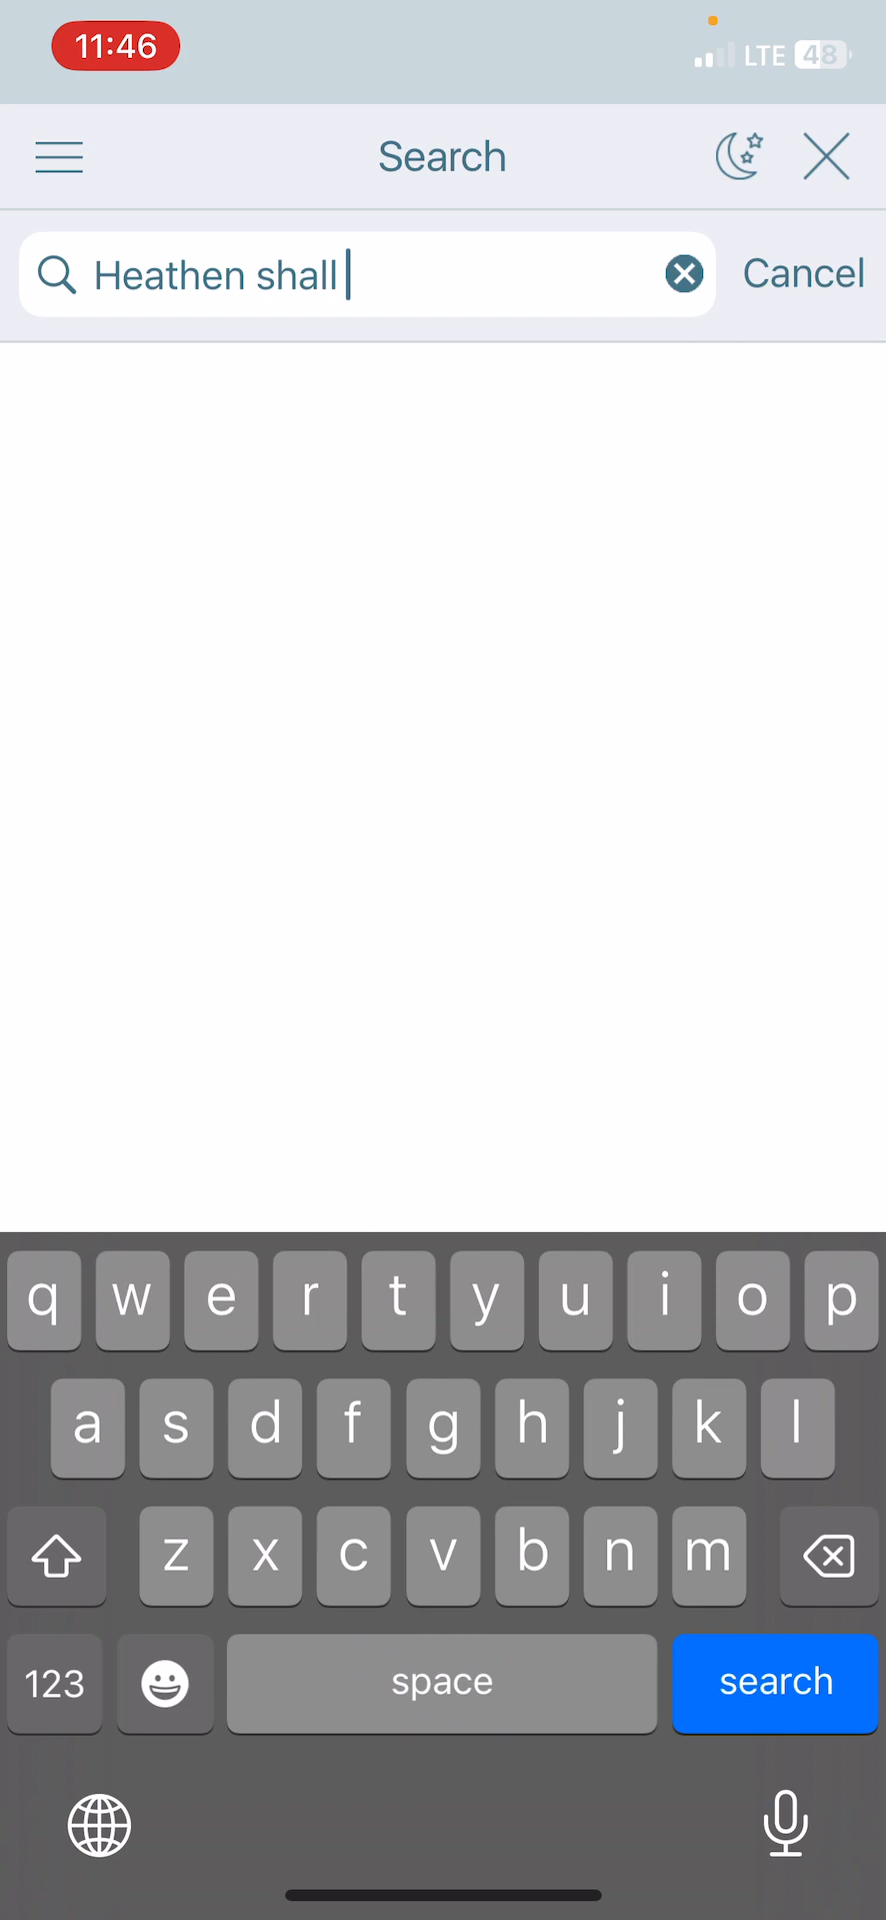 11:46
LTE 48
Search
Heathen shall
Cancel
q w e r t y u i o p
a s d f g h j k l
z x c v b n m
123 space search